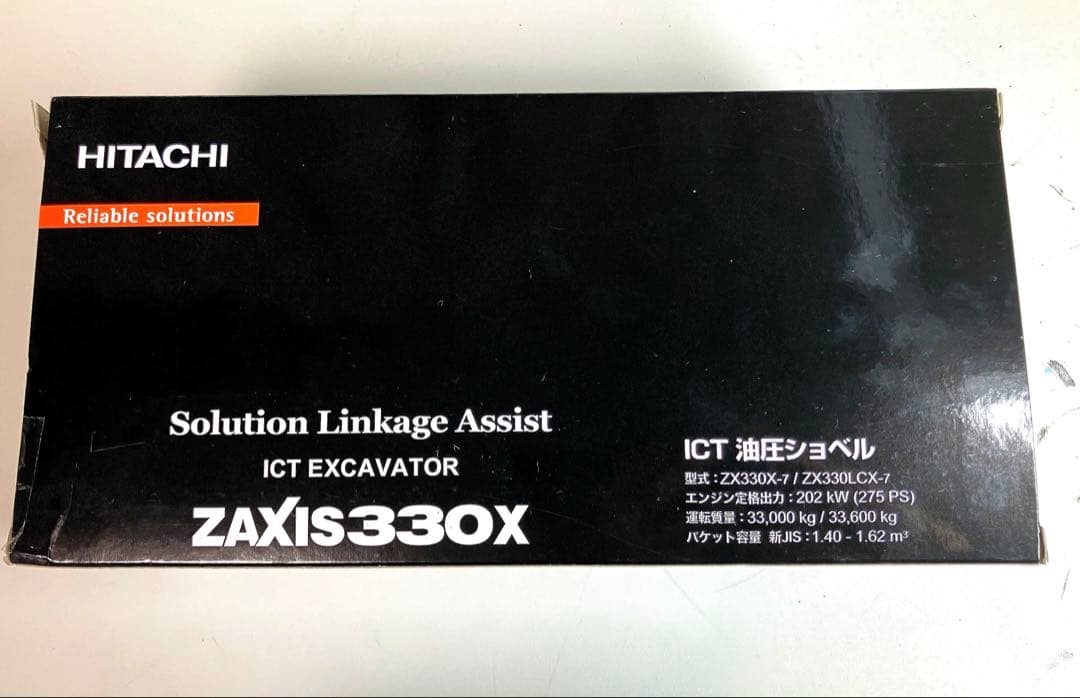 HITACHI
Reliable solutions
Solution Linkage Assist
ICT EXCAVATOR
ZAXIS330X
ICT 油圧ショベル
型式：ZX330X-7 / ZX330LCX-7
エンジン定格出力：202 kW (275 PS)
運転質量：33,000 kg / 33,600 kg
バケット容量 新JIS：1.40 - 1.62 m³